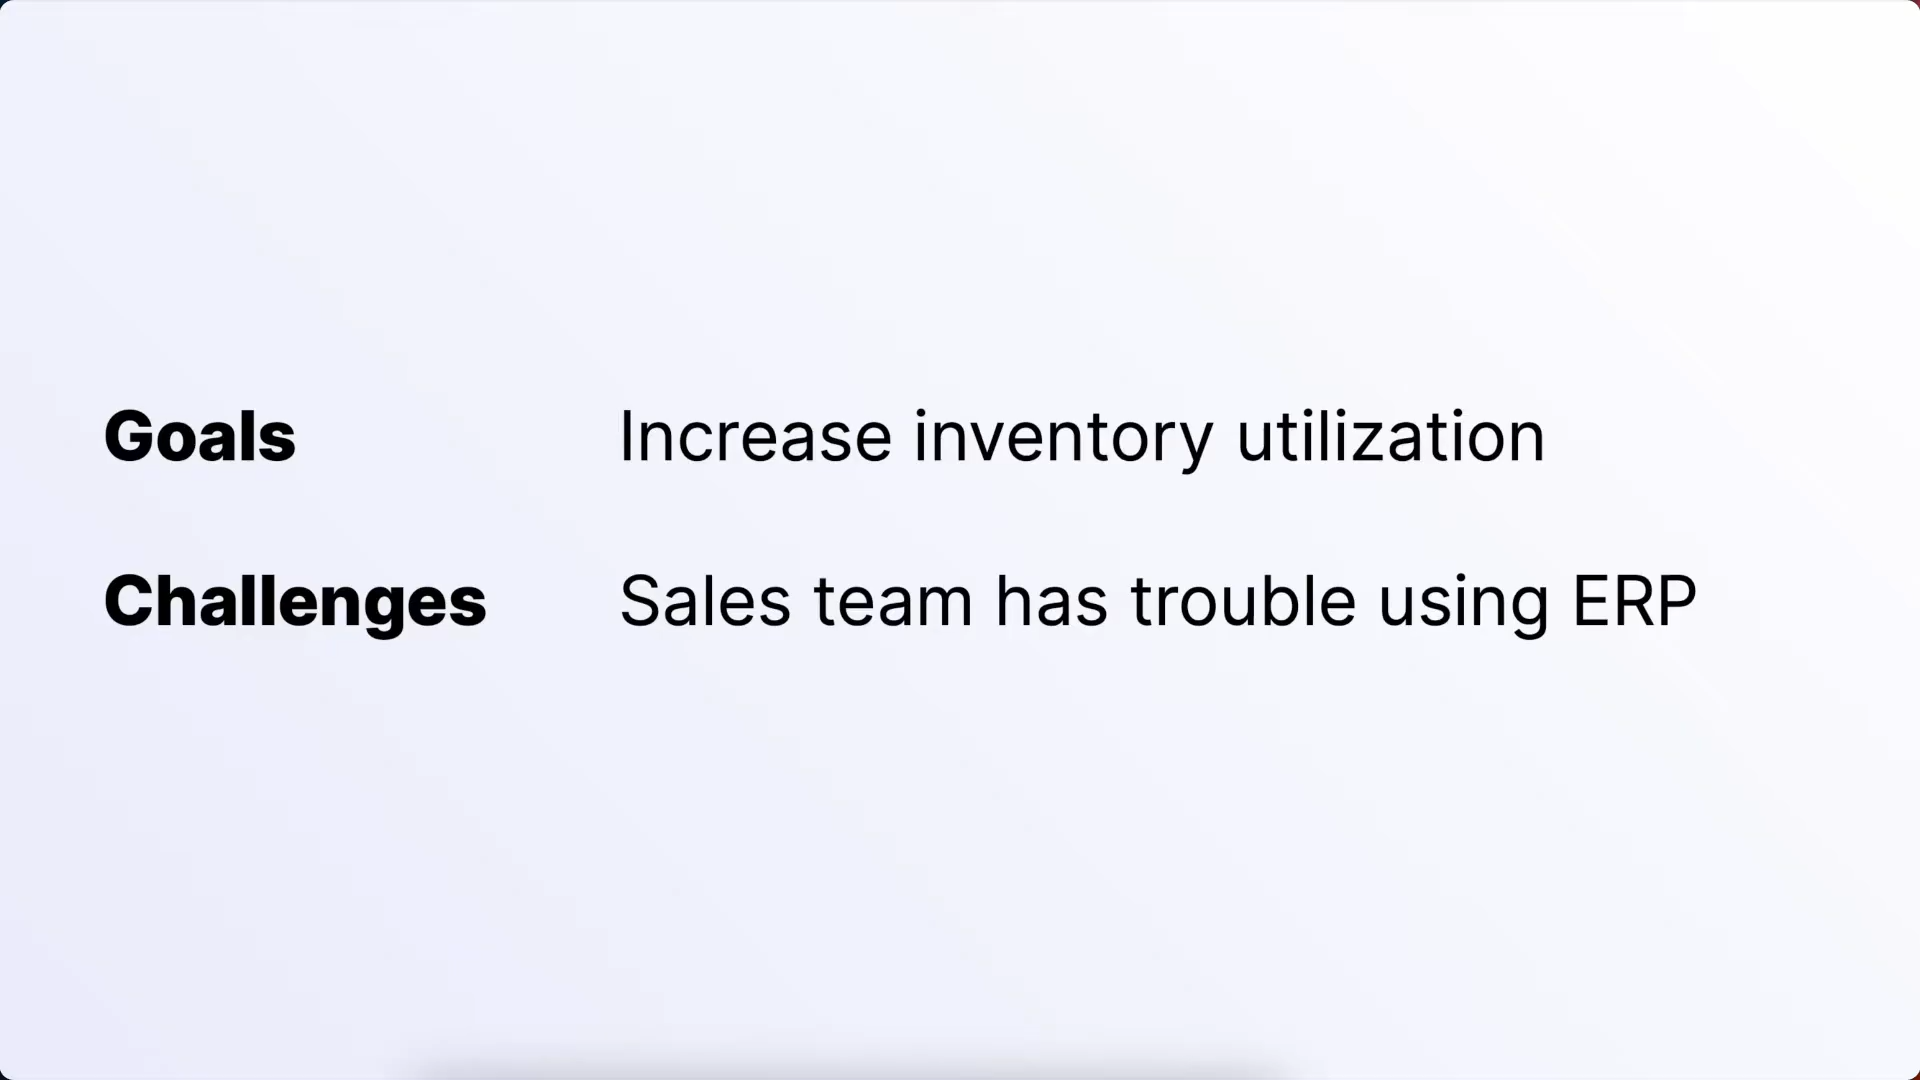 Goals Increase inventory utilization
Challenges Sales team has trouble using ERP